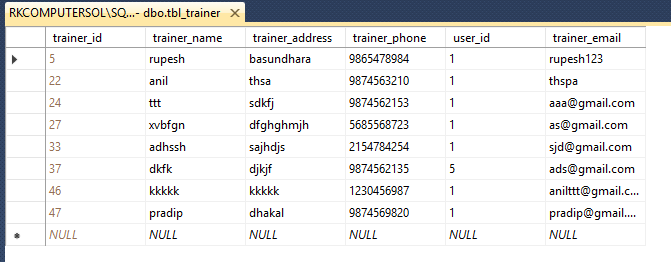 RKCOMPUTERSOL\SQ...- dbo.tbl_trainer
trainer_id trainer_name trainer_address trainer_phone user_id trainer_email
5 rupesh basundhara 9865478984 1 rupesh123
22 anil thsa 9874563210 1 thspa
24 ttt sdkfj 9874562153 1 aaa@gmail.com
27 xvbfgn dfghghmjh 5685568723 1 as@gmail.com
33 adhssh sajhdjs 2154784254 1 sjd@gmail.com
37 dkfk djkjf 9874562135 5 ads@gmail.com
46 kkkkk kkkkk 1230456987 1 anilttt@gmail.c...
47 pradip dhakal 9874569820 1 pradip@gmail....
NULL NULL NULL NULL NULL NULL